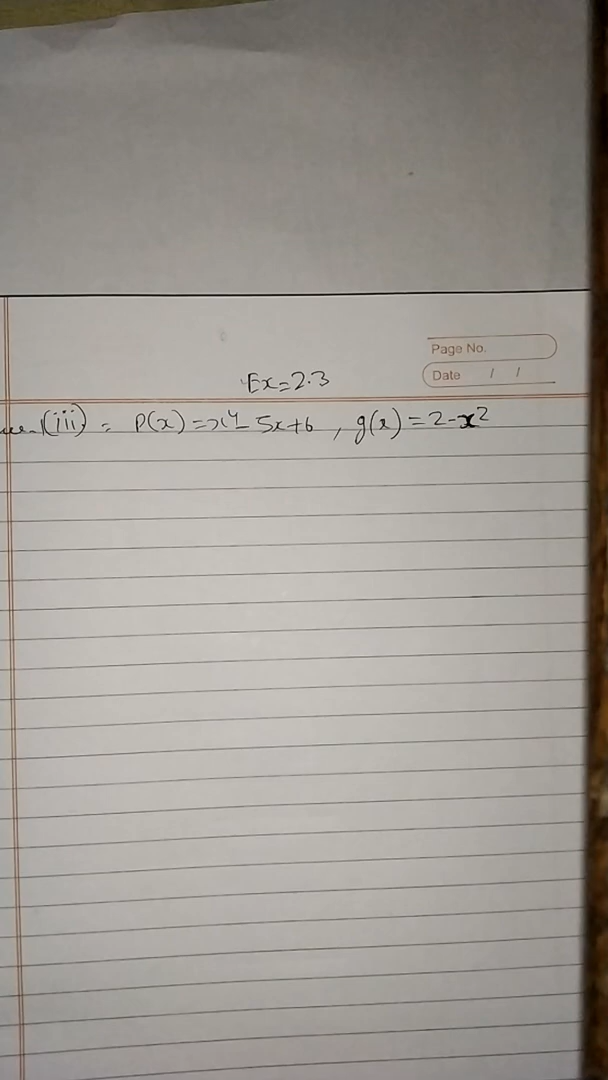 Page No.
Date / /
Ex=2.3
(iii) = P(x)=x4-5x+6, g(x)=2-x2